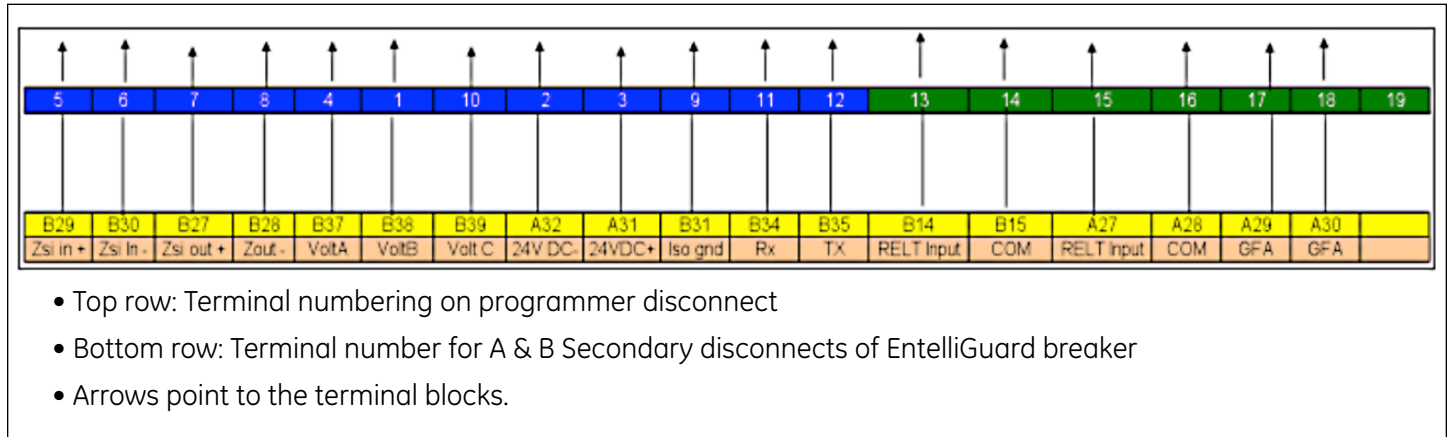 5 6 7 8 4 1 10 2 3 9 11 12 13 14 15 16 17 18 19
B29 B30 B27 B28 B37 B38 B39 A32 A31 B31 B34 B35 B14 B15 A27 A28 A29 A30
Zsi in + Zsi In - Zsi out + Zout - VoltA VoltB Volt C 24V DC- 24VDC+ Iso gnd Rx TX RELT Input COM RELT Input COM GFA GFA
• Top row: Terminal numbering on programmer disconnect
• Bottom row: Terminal number for A & B Secondary disconnects of EntelliGuard breaker
• Arrows point to the terminal blocks.